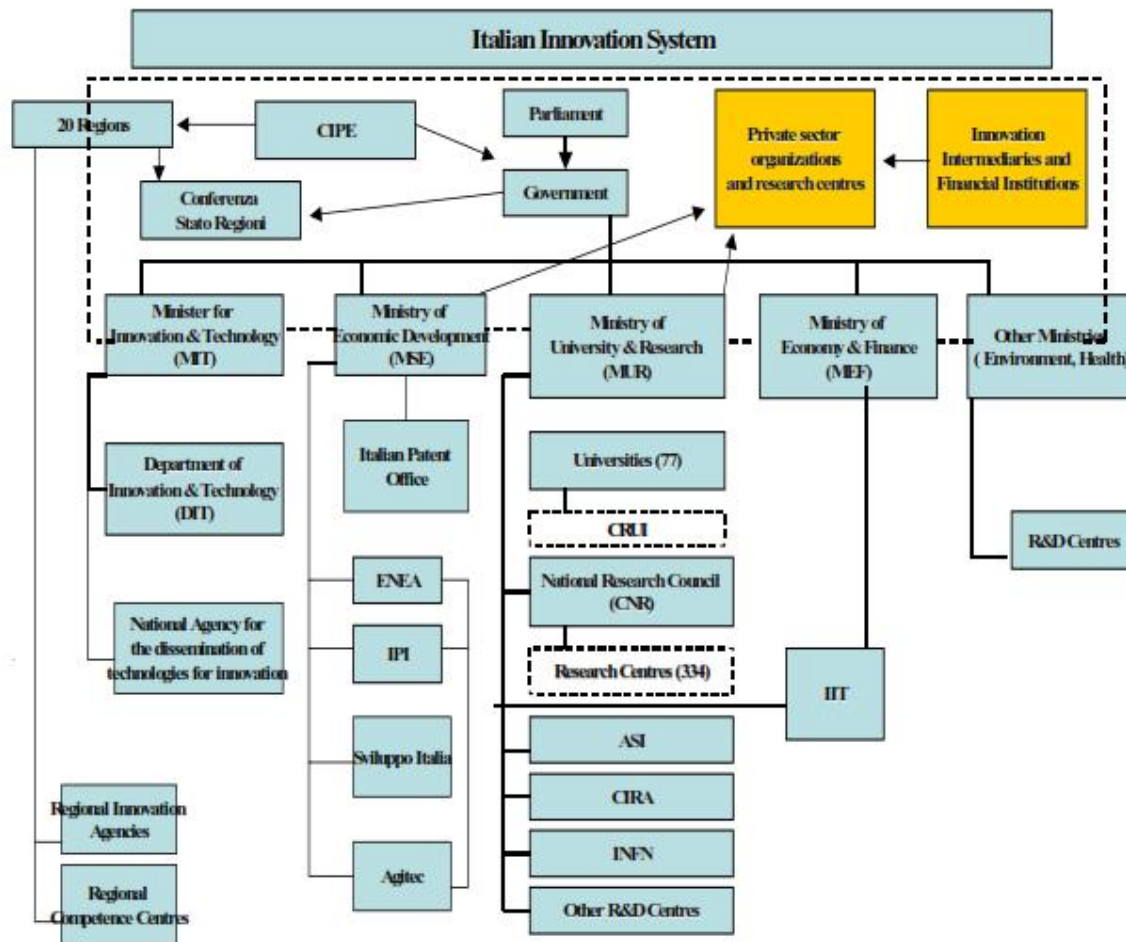 Italian Innovation System
20 Regions
CIPE
Parliament
Private sector
organizations
and research centres
Innovation
Intermediaries and
Financial Institutions
Conferenza
Stato Regioni
Government
Minister for
Innovation & Technology
(MIT)
Ministry of
Economic Development
(MSE)
Ministry of
University & Research
(MUR)
Ministry of
Economy & Finance
(MEF)
Other Ministries
( Environment, Health)
Department of
Innovation & Technology
(DIT)
Italian Patent
Office
Universities (77)
CRUI
R&D Centres
ENEA
National Research Council
(CNR)
National Agency for
the dissemination of
technologies for innovation
IPI
Research Centres (334)
IIT
Sviluppo Italia
ASI
CIRA
Regional Innovation
Agencies
Agitec
INFN
Regional
Competence Centres
Other R&D Centres